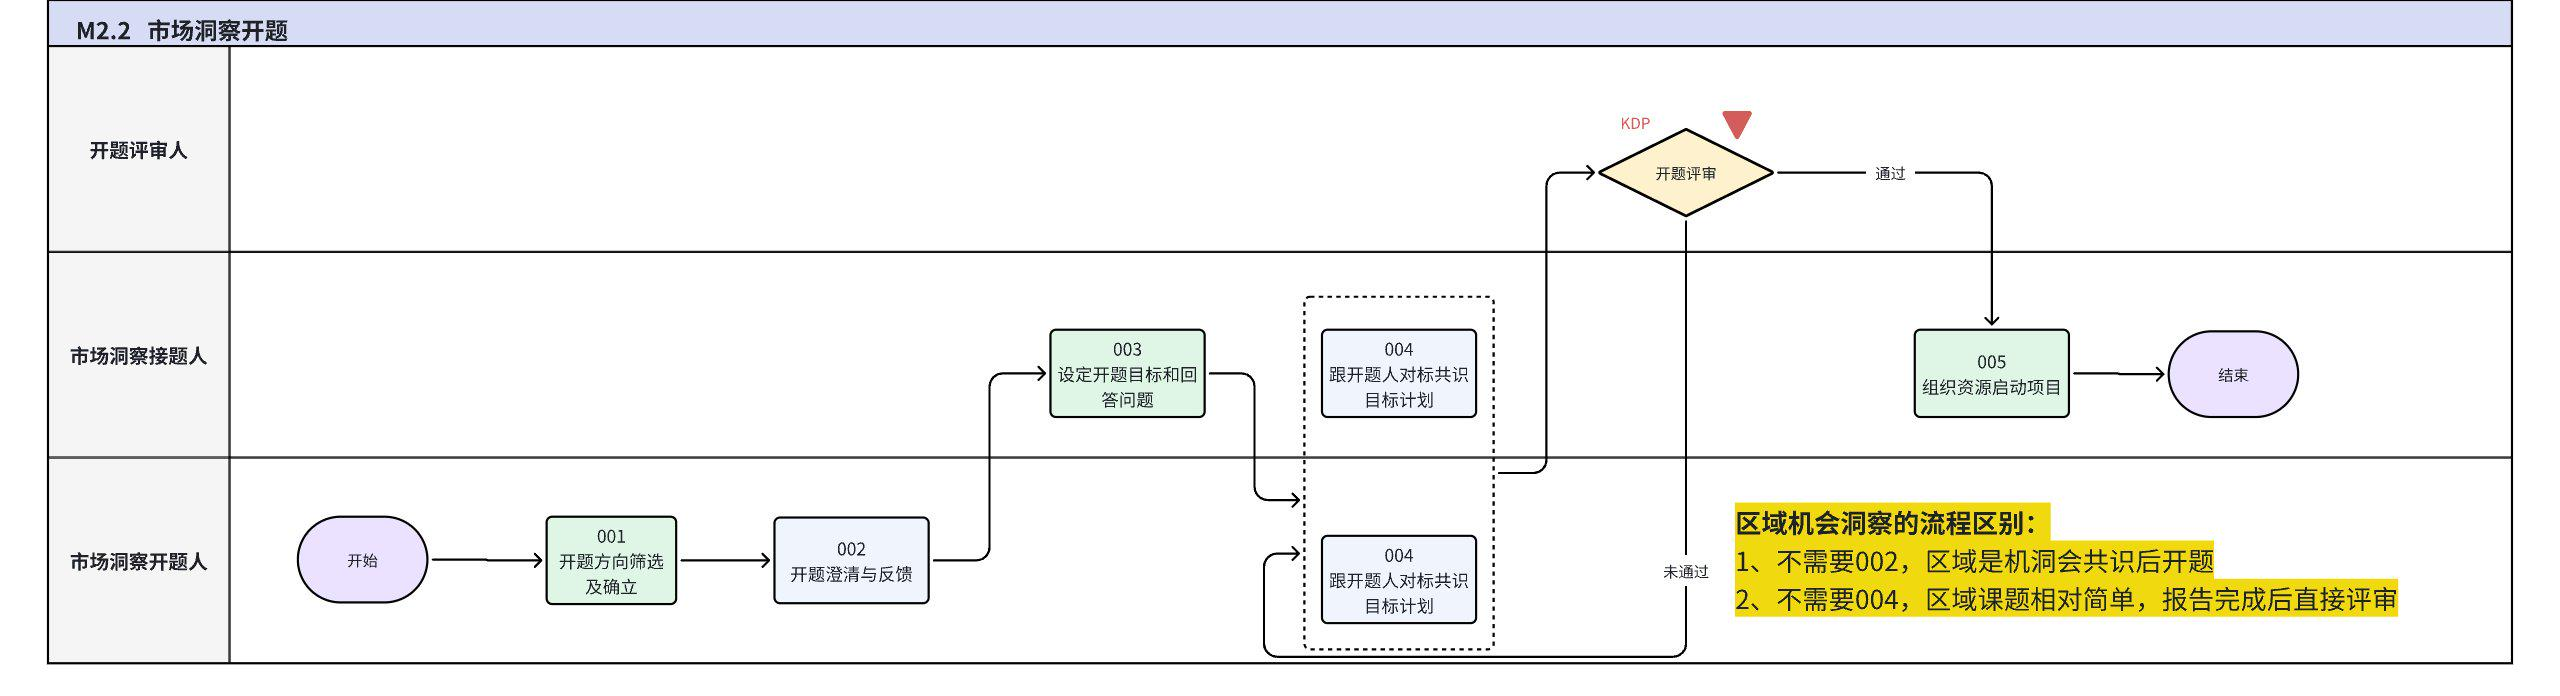 M2.2 市场洞察开题
开题评审人
KDP
开题评审
通过
市场洞察接题人
003
设定开题目标和回
答问题
004
跟开题人对标共识
目标计划
005
组织资源启动项目
结束
市场洞察开题人
开始
001
开题方向筛选
及确立
002
开题澄清与反馈
004
跟开题人对标共识
目标计划
未通过
区域机会洞察的流程区别：
1、不需要002，区域是机洞会共识后开题
2、不需要004，区域课题相对简单，报告完成后直接评审